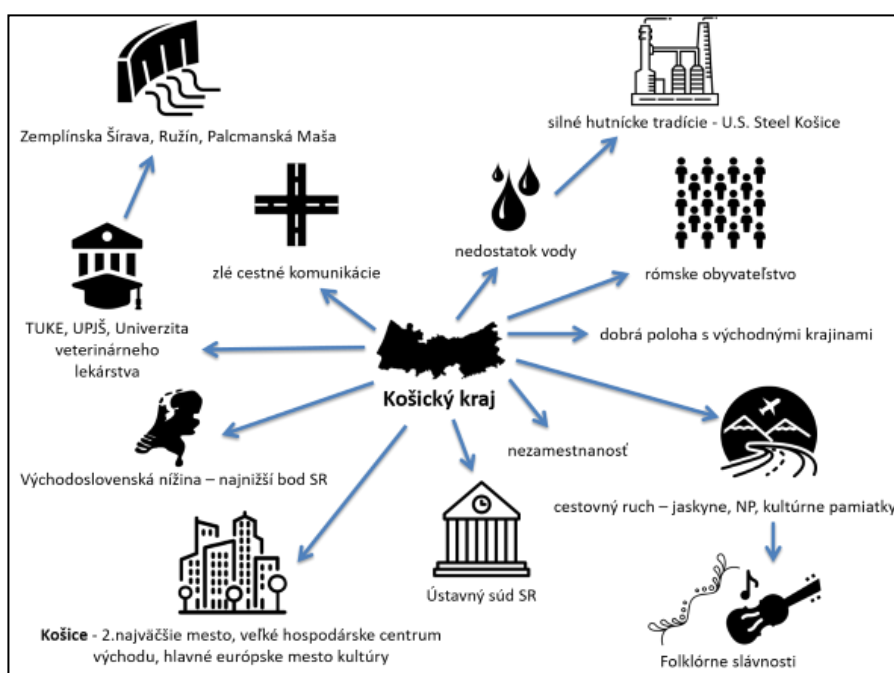 silné hutnícke tradície - U.S. Steel Košice
Zemplínska Šírava, Ružín, Palcmanská Maša
zlé cestné komunikácie
nedostatok vody
rómske obyvateľstvo
TUKE, UPJŠ, Univerzita
veterinárneho
lekárstva
dobrá poloha s východnými krajinami
Košický kraj
nezamestnanosť
Východoslovenská nížina – najnižší bod SR
cestovný ruch – jaskyne, NP, kultúrne pamiatky
Ústavný súd SR
Košice - 2.najväčšie mesto, veľké hospodárske centrum
východu, hlavné európske mesto kultúry
Folklórne slávnosti